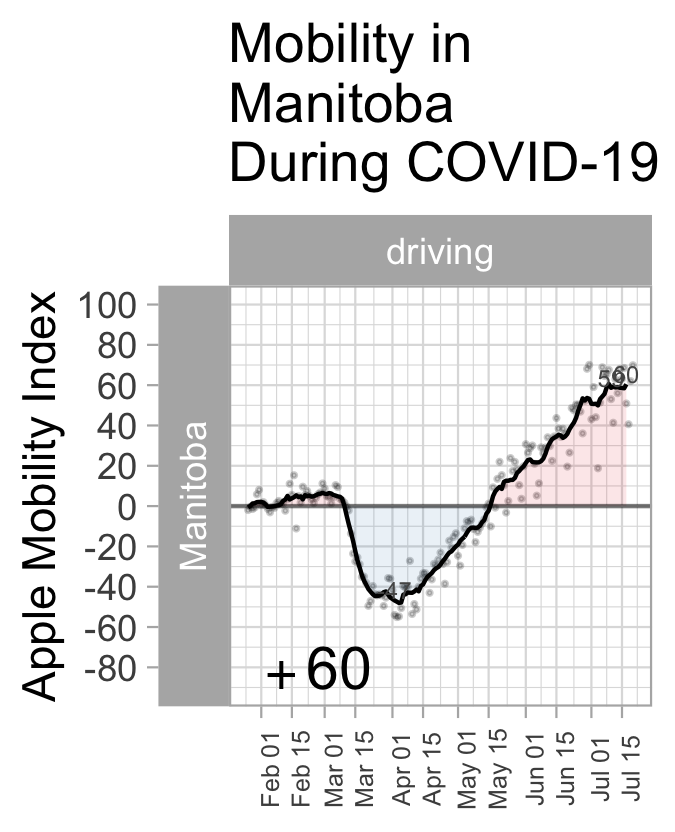 Mobility in
Manitoba
During COVID-19
driving
Apple Mobility Index
Manitoba
100
80
60
40
20
0
-20
-40
-60
-80
60
47
+60
Feb 01
Feb 15
Mar 01
Mar 15
Apr 01
Apr 15
May 01
May 15
Jun 01
Jun 15
Jul 01
Jul 15